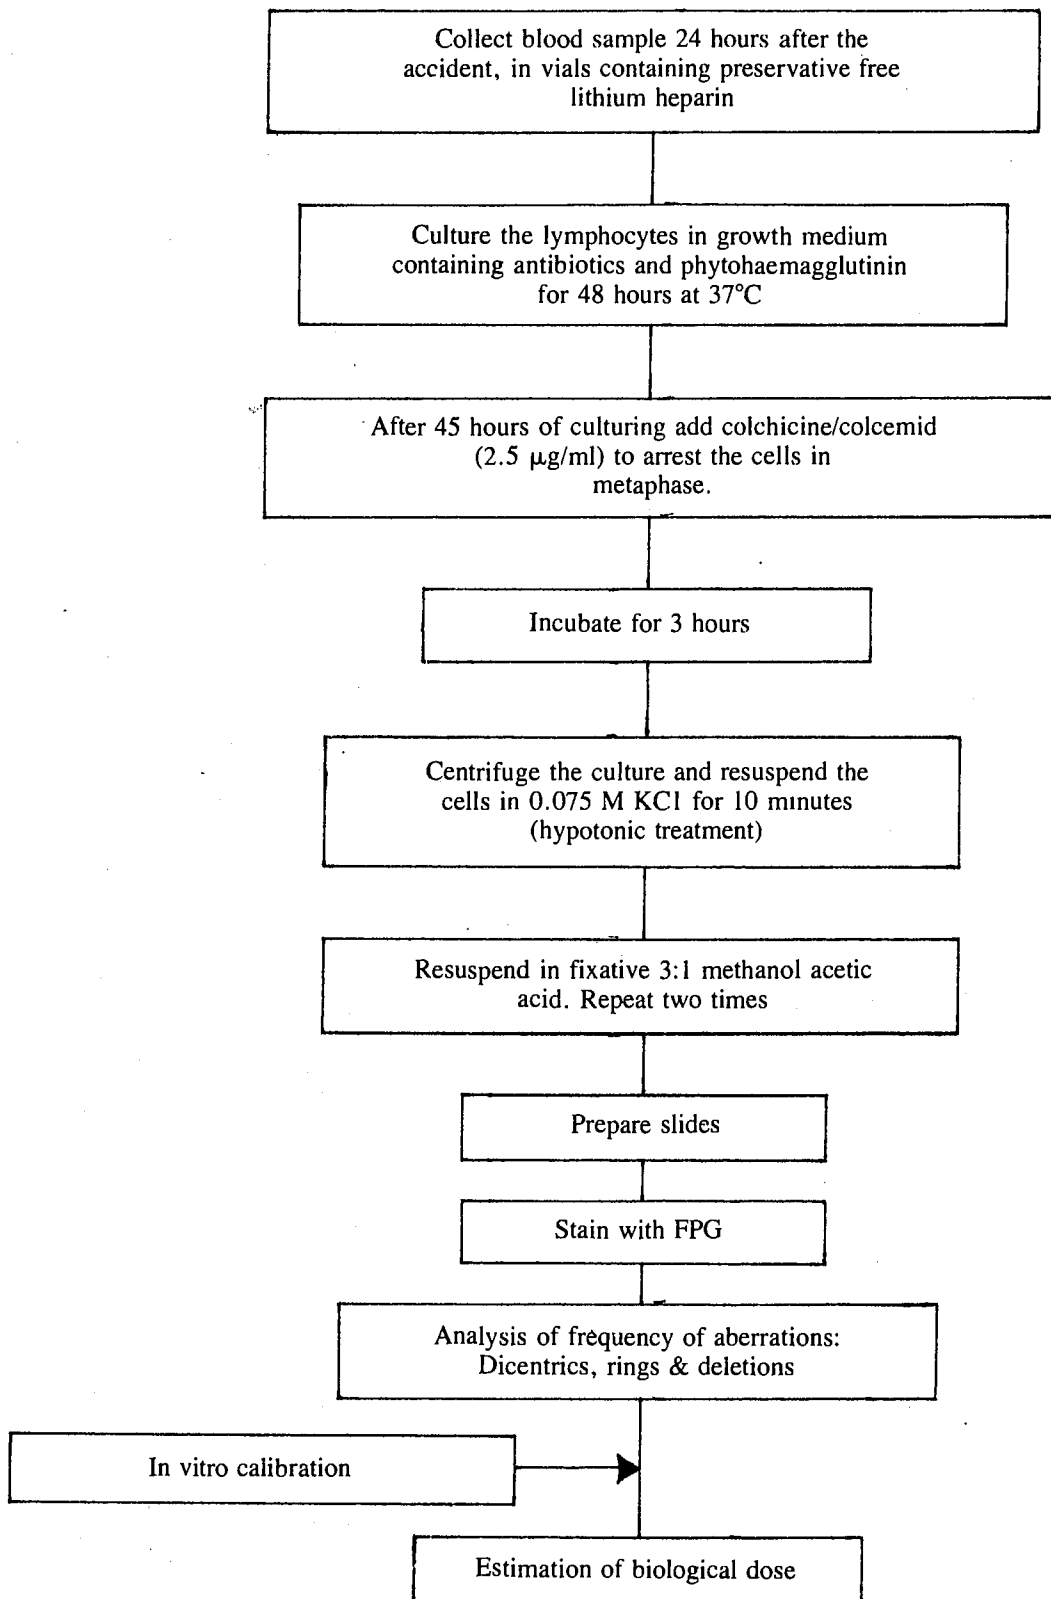 Collect blood sample 24 hours after the
accident, in vials containing preservative free
lithium heparin
Culture the lymphocytes in growth medium
containing antibiotics and phytohaemagglutinin
for 48 hours at 37°C
After 45 hours of culturing add colchicine/colcemid
(2.5 µg/ml) to arrest the cells in
metaphase.
Incubate for 3 hours
Centrifuge the culture and resuspend the
cells in 0.075 M KCl for 10 minutes
(hypotonic treatment)
Resuspend in fixative 3:1 methanol acetic
acid. Repeat two times
Prepare slides
Stain with FPG
Analysis of frequency of aberrations:
Dicentrics, rings & deletions
In vitro calibration
Estimation of biological dose